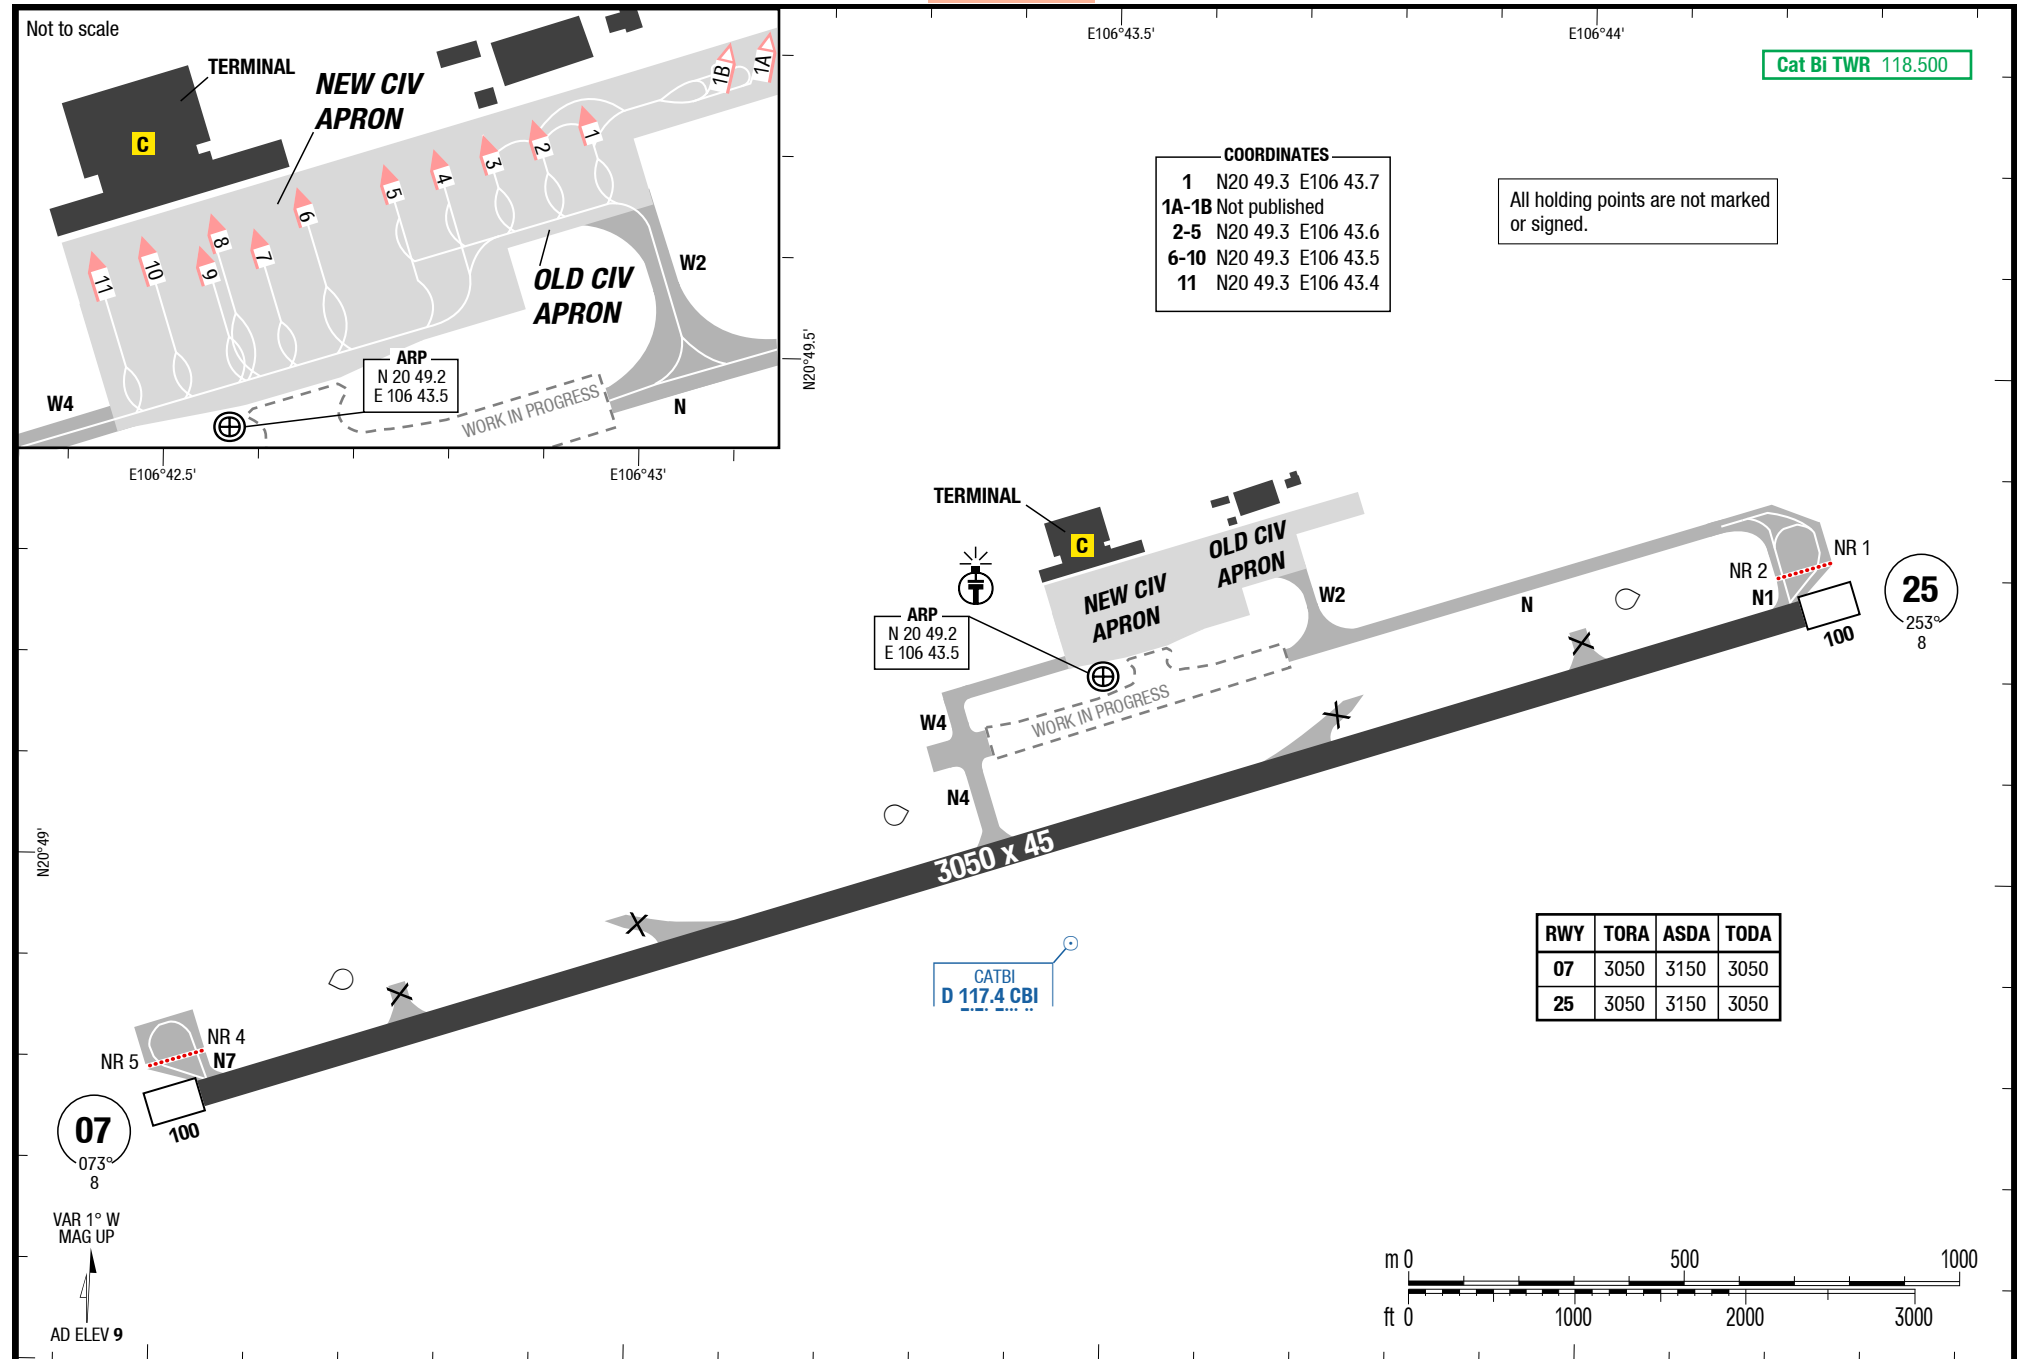 Not to scale
TERMINAL
C
NEW CIV
APRON
1B
1A
1
2
3
4
5
6
7
8
9
10
11
OLD CIV
APRON
W2
W4
N
ARP
N 20 49.2
E 106 43.5
WORK IN PROGRESS
E106°43.5'
E106°44'
Cat Bi TWR 118.500
COORDINATES
1 N20 49.3 E106 43.7
1A-1B Not published
2-5 N20 49.3 E106 43.6
6-10 N20 49.3 E106 43.5
11 N20 49.3 E106 43.4
All holding points are not marked
or signed.
N20°49.5'
E106°42.5'
E106°43'
TERMINAL
C
NEW CIV
APRON
OLD CIV
APRON
ARP
N 20 49.2
E 106 43.5
WORK IN PROGRESS
W2
W4
N4
N
NR 1
NR 2
N1
100
25
253°
8
3050 x 45
N20°49'
CATBI
D 117.4 CBI
RWY TORA ASDA TODA
07 3050 3150 3050
25 3050 3150 3050
NR 4
NR 5
N7
100
07
073°
8
VAR 1° W
MAG UP
AD ELEV 9
m 0 500 1000
ft 0 1000 2000 3000